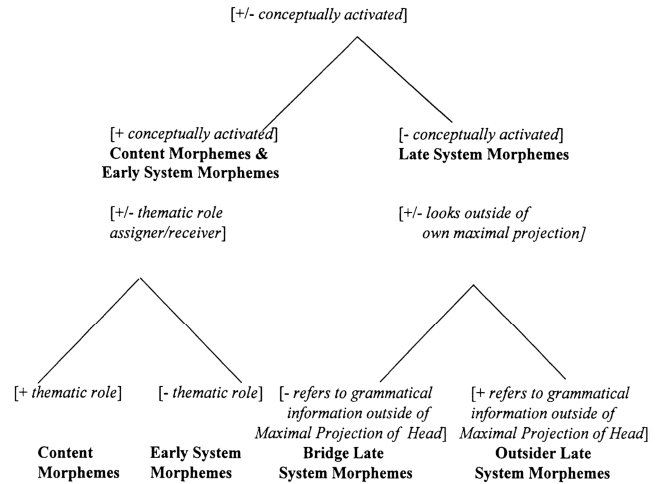 [+/- conceptually activated]
[+ conceptually activated]
Content Morphemes &
Early System Morphemes
[- conceptually activated]
Late System Morphemes
[+/- thematic role
assigner/receiver]
[+/- looks outside of
own maximal projection]
[+ thematic role]
Content
Morphemes
[- thematic role]
Early System
Morphemes
[- refers to grammatical
information outside of
Maximal Projection of Head]
Bridge Late
System Morphemes
[+ refers to grammatical
information outside of
Maximal Projection of Head]
Outsider Late
System Morphemes